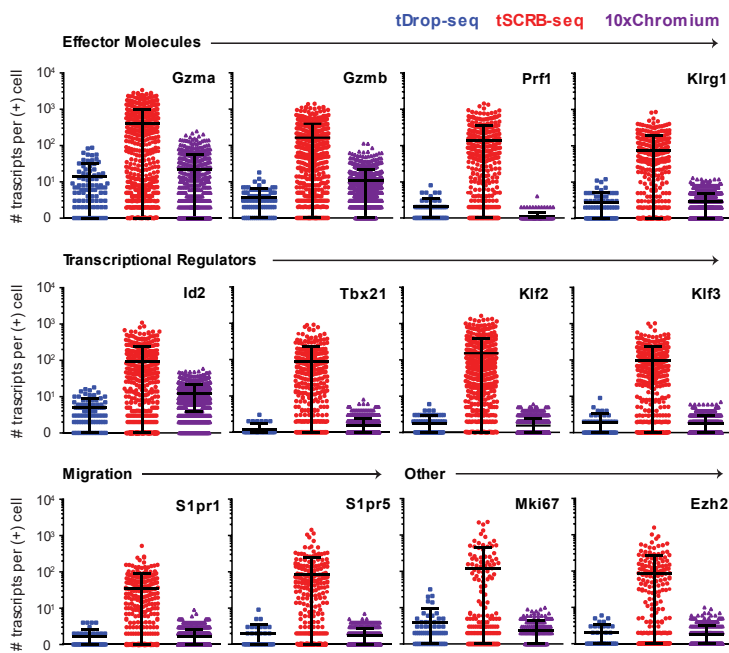 tDrop-seq tSCRB-seq 10xChromium
Effector Molecules
Gzma Gzmb Prf1 Klrg1
# trascripts per (+) cell
10⁴
10³
10²
10¹
0
Transcriptional Regulators
Id2 Tbx21 Klf2 Klf3
# trascripts per (+) cell
10⁴
10³
10²
10¹
0
Migration Other
S1pr1 S1pr5 Mki67 Ezh2
# trascripts per (+) cell
10⁴
10³
10²
10¹
0